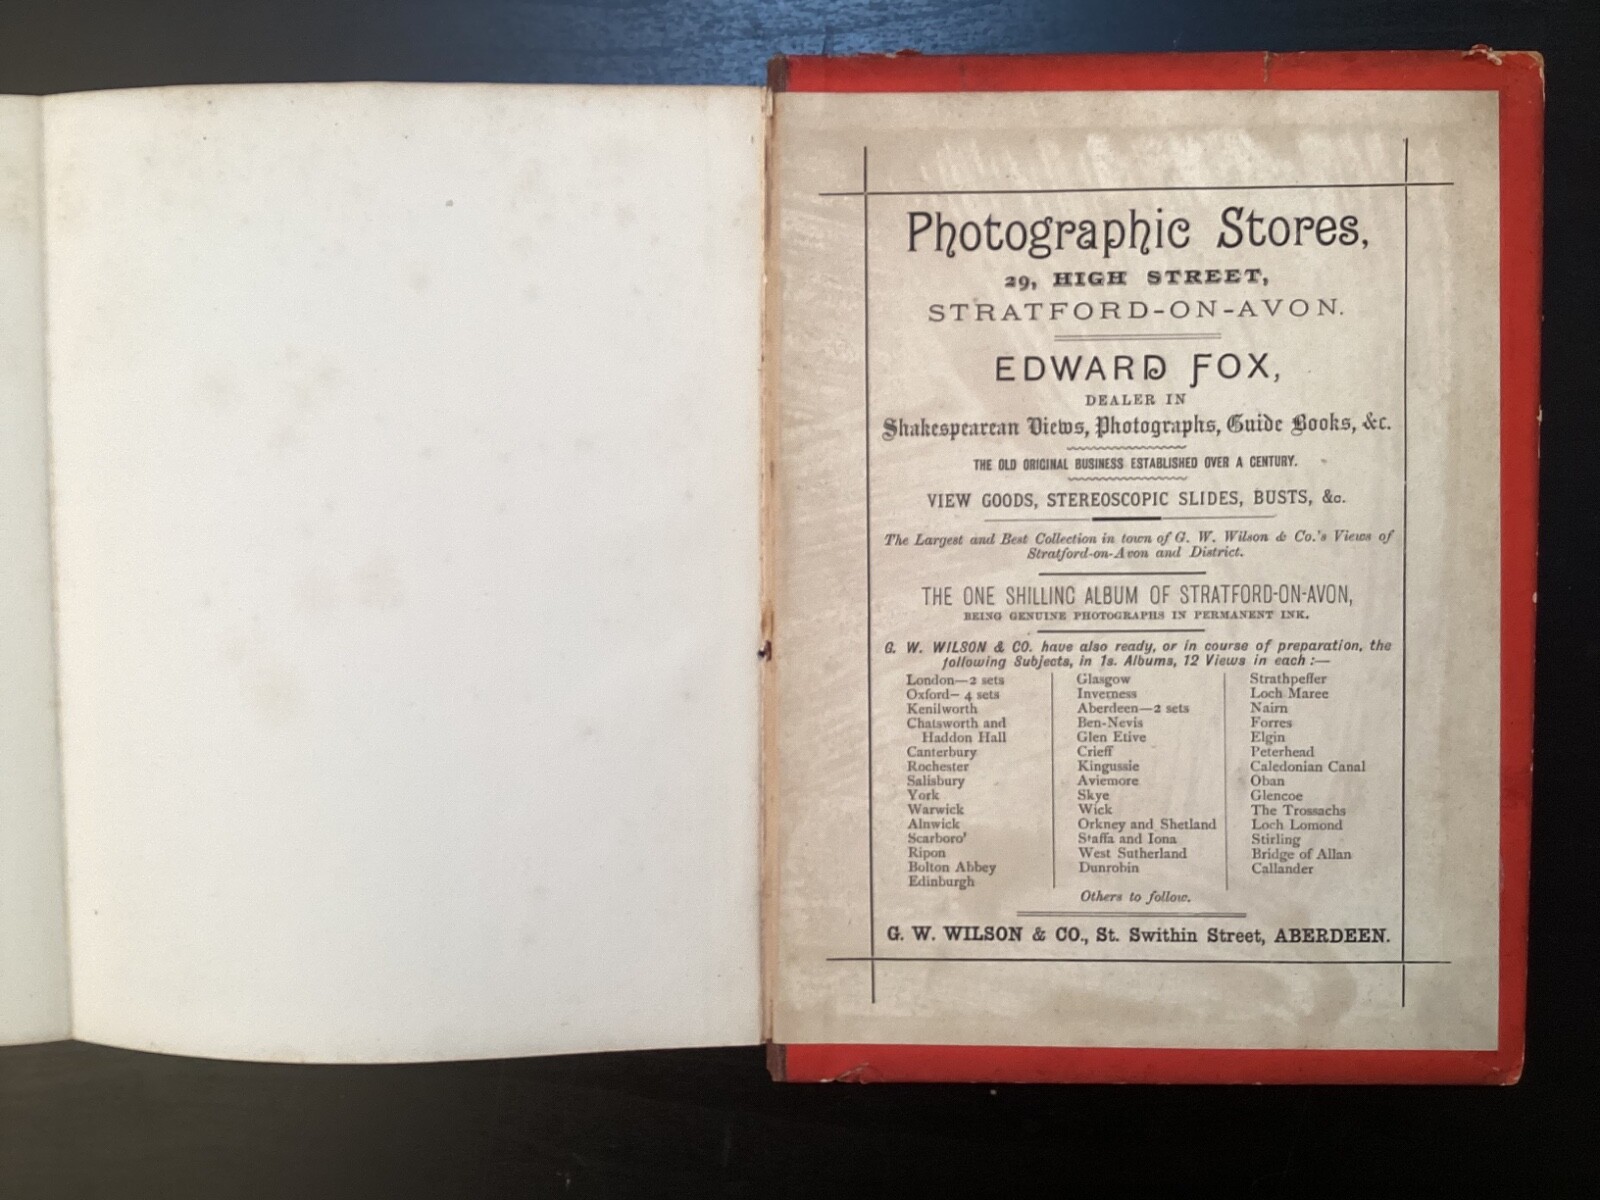 Photographic Stores,
29, HIGH STREET,
STRATFORD-ON-AVON.
EDWARD FOX,
DEALER IN
Shakespearean Views, Photographs, Guide Books, &c.
THE OLD ORIGINAL BUSINESS ESTABLISHED OVER A CENTURY.
VIEW GOODS, STEREOSCOPIC SLIDES, BUSTS, &c.
The Largest and Best Collection in town of G. W. Wilson & Co.'s Views of
Stratford-on-Avon and District.
THE ONE SHILLING ALBUM OF STRATFORD-ON-AVON,
BEING GENUINE PHOTOGRAPHS IN PERMANENT INK.
G. W. WILSON & CO. have also ready, or in course of preparation, the
following Subjects, in 1s. Albums, 12 Views in each :—
London—2 sets
Oxford— 4 sets
Kenilworth
Chatsworth and
Haddon Hall
Canterbury
Rochester
Salisbury
York
Warwick
Alnwick
Scarboro'
Ripon
Bolton Abbey
Edinburgh
Glasgow
Inverness
Aberdeen—2 sets
Ben-Nevis
Glen Etive
Crieff
Kingussie
Aviemore
Skye
Wick
Orkney and Shetland
Staffa and Iona
West Sutherland
Dunrobin
Strathpeffer
Loch Maree
Nairn
Forres
Elgin
Peterhead
Caledonian Canal
Oban
Glencoe
The Trossachs
Loch Lomond
Stirling
Bridge of Allan
Callander
Others to follow.
G. W. WILSON & CO., St. Swithin Street, ABERDEEN.